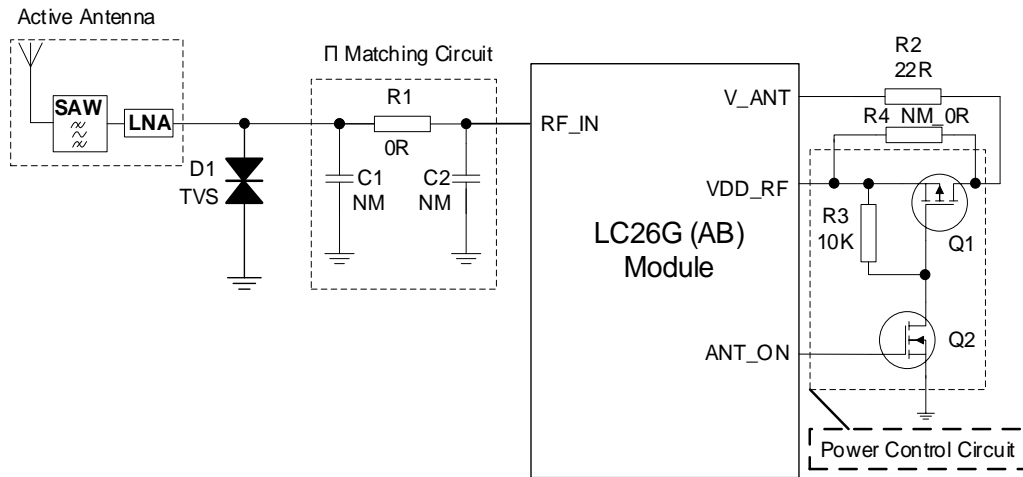 Active Antenna
SAW
LNA
D1
TVS
Π Matching Circuit
R1
0R
C1
NM
C2
NM
RF_IN
LC26G (AB)
Module
V_ANT
VDD_RF
ANT_ON
R2
22R
R4 NM_0R
R3
10K
Q1
Q2
Power Control Circuit